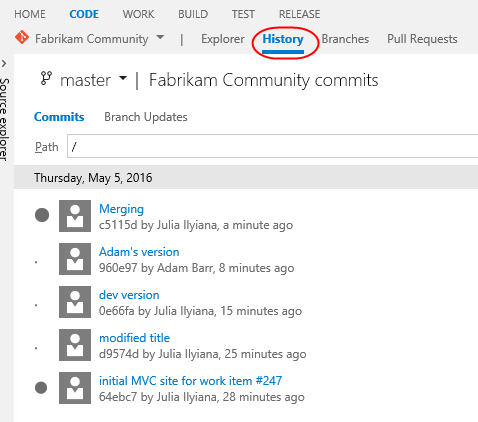 HOME CODE WORK BUILD TEST RELEASE
Fabrikam Community | Explorer History Branches Pull Requests
Source explorer
master | Fabrikam Community commits
Commits Branch Updates
Path /
Thursday, May 5, 2016
Merging
c5115d by Julia Ilyiana, a minute ago
Adam's version
960e97 by Adam Barr, 8 minutes ago
dev version
0e66fa by Julia Ilyiana, 15 minutes ago
modified title
d9574d by Julia Ilyiana, 25 minutes ago
initial MVC site for work item #247
64ebc7 by Julia Ilyiana, 28 minutes ago